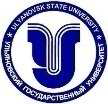 ULYANOVSK STATE UNIVERSITY
УЛЬЯНОВСКИЙ ГОСУДАРСТВЕННЫЙ УНИВЕРСИТЕТ